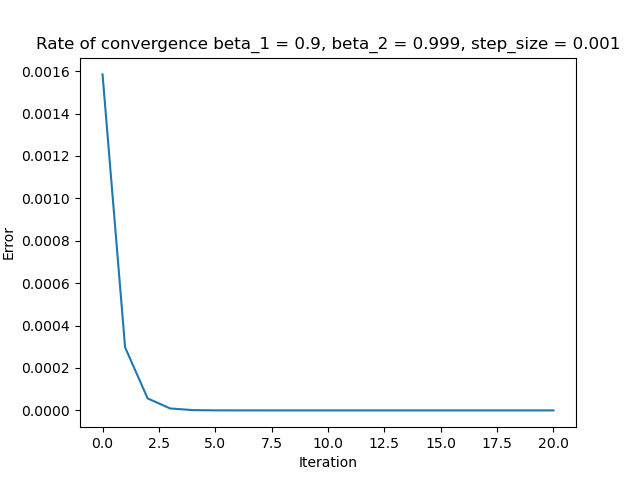 Rate of convergence beta_1 = 0.9, beta_2 = 0.999, step_size = 0.001
0.0016
0.0014
0.0012
0.0010
0.0008
0.0006
0.0004
0.0002
0.0000
Error
0.0 2.5 5.0 7.5 10.0 12.5 15.0 17.5 20.0
Iteration